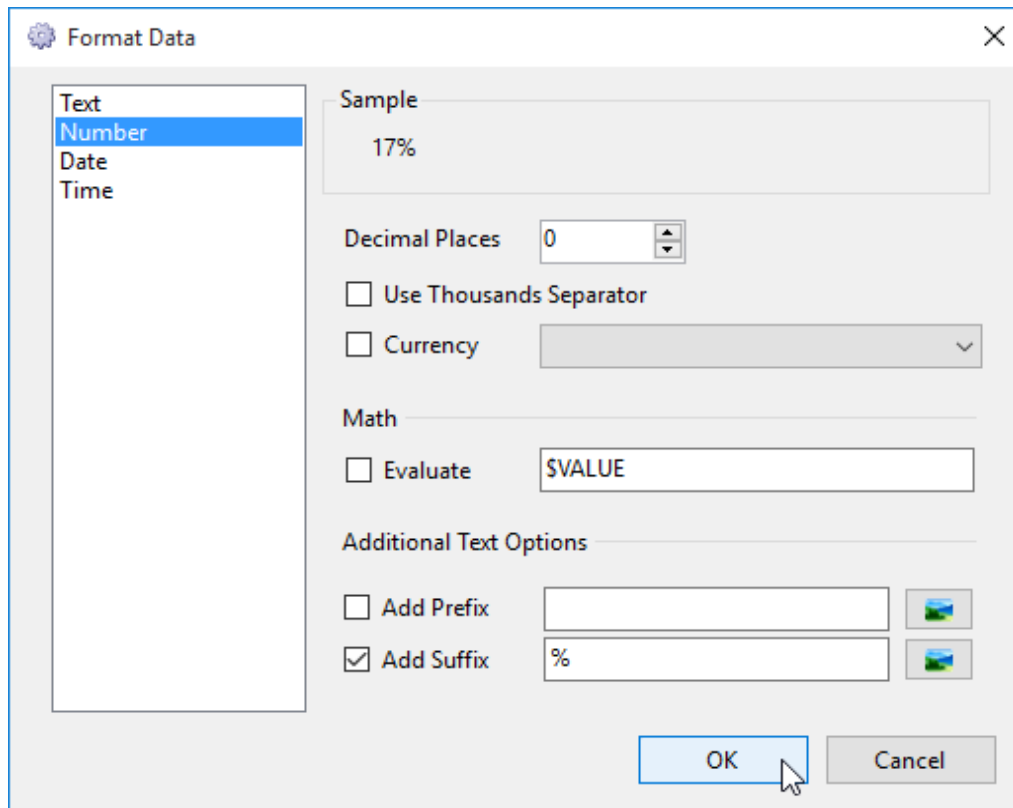 Format Data
Text
Number
Date
Time
Sample
17%
Decimal Places 0
Use Thousands Separator
Currency
Math
Evaluate $VALUE
Additional Text Options
Add Prefix
Add Suffix %
OK Cancel